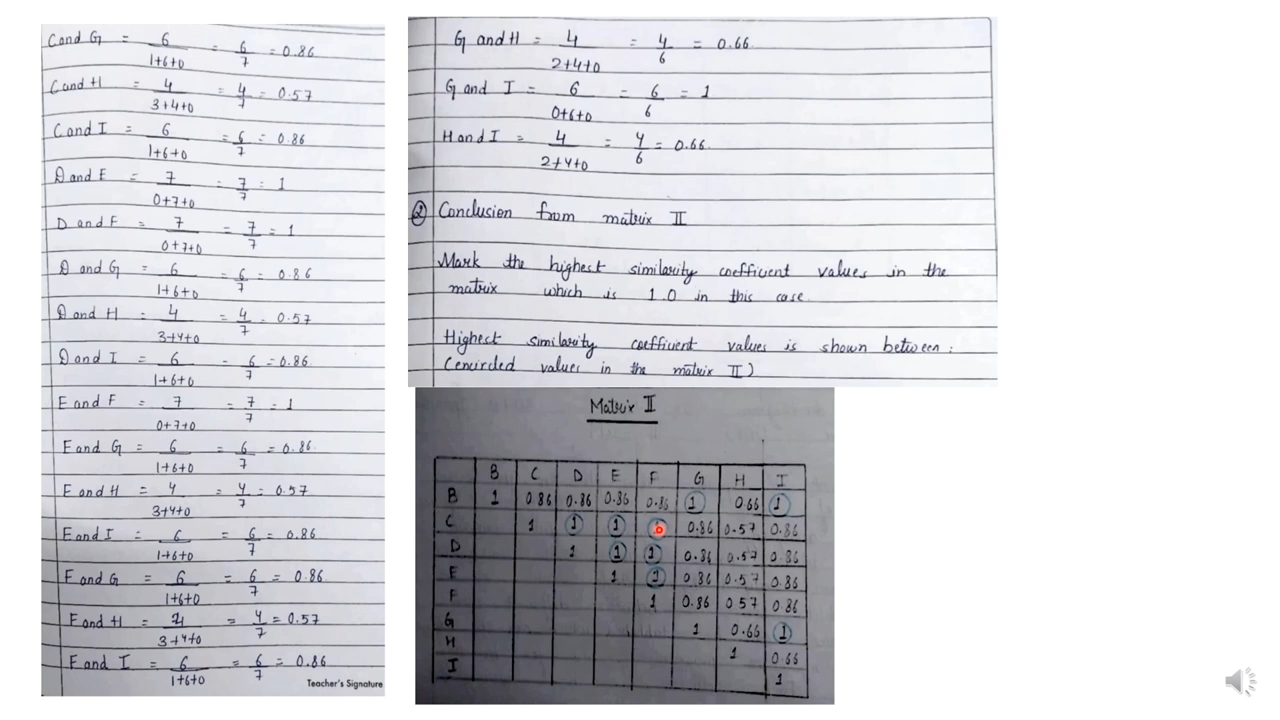 C and G = 6/1+6+0 = 6/7 = 0.86
C and H = 4/3+4+0 = 4/7 = 0.57
C and I = 6/1+6+0 = 6/7 = 0.86
D and E = 7/0+7+0 = 7/7 = 1
D and F = 7/0+7+0 = 7/7 = 1
D and G = 6/1+6+0 = 6/7 = 0.86
D and H = 4/3+4+0 = 4/7 = 0.57
D and I = 6/1+6+0 = 6/7 = 0.86
E and F = 7/0+7+0 = 7/7 = 1
E and G = 6/1+6+0 = 6/7 = 0.86
E and H = 4/3+4+0 = 4/7 = 0.57
E and I = 6/1+6+0 = 6/7 = 0.86
F and G = 6/1+6+0 = 6/7 = 0.86
F and H = 4/3+4+0 = 4/7 = 0.57
F and I = 6/1+6+0 = 6/7 = 0.86
Teacher's Signature
G and H = 4/2+4+0 = 4/6 = 0.66
G and I = 6/0+6+0 = 6/6 = 1
H and I = 4/2+4+0 = 4/6 = 0.66
② Conclusion from matrix II
Mark the highest similarity coefficient values in the
matrix which is 1.0 in this case.
Highest similarity coefficient values is shown between :
(encircled values in the matrix II)
Matrix II
B C D E F G H I
B 1 0.86 0.86 0.86 0.86 1 0.66 1
C 1 1 1 1 0.86 0.57 0.86
D 1 1 1 0.86 0.57 0.86
E 1 1 0.86 0.57 0.86
F 1 0.86 0.57 0.86
G 1 0.66 1
H 1 0.66
I 1